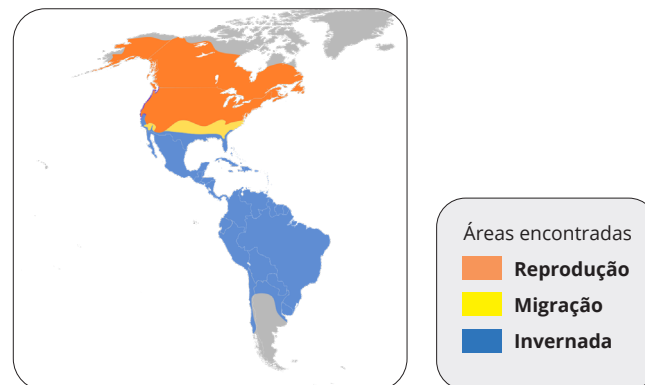 Áreas encontradas
Reprodução
Migração
Invernada